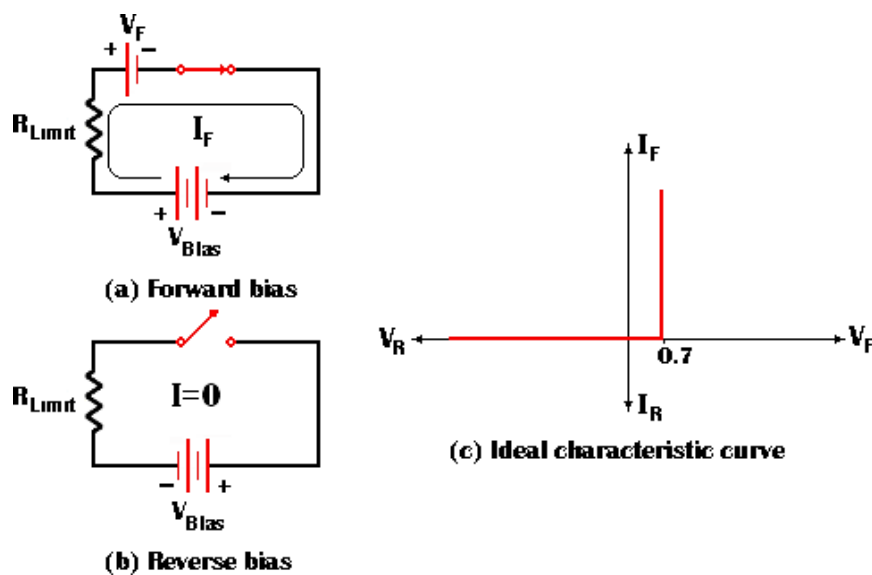 V_F
+ −
R_Limit
I_F
+ −
V_Bias
(a) Forward bias
R_Limit
I=0
− +
V_Bias
(b) Reverse bias
I_F
V_R
0.7
V_F
I_R
(c) Ideal characteristic curve